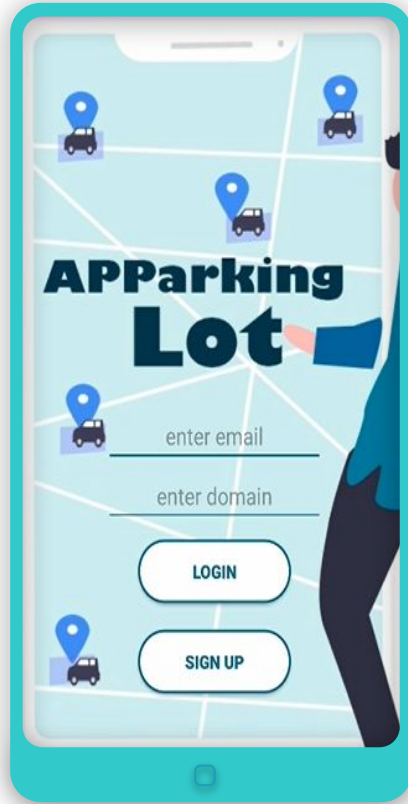 APParking
Lot
enter email
enter domain
LOGIN
SIGN UP